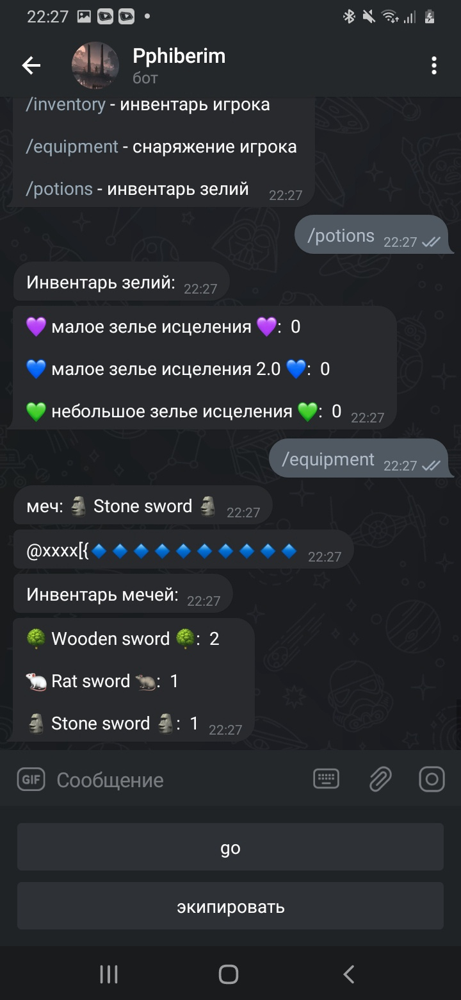 22:27
Pphiberim
бот
/inventory - инвентарь игрока
/equipment - снаряжение игрока
/potions - инвентарь зелий 22:27
/potions 22:27
Инвентарь зелий: 22:27
💜 малое зелье исцеления 💜: 0
💙 малое зелье исцеления 2.0 💙: 0
💚 небольшое зелье исцеления 💚: 0 22:27
/equipment 22:27
меч: 🗿 Stone sword 🗿 22:27
@xxxx[{🔷🔷🔷🔷🔷🔷🔷🔷🔷🔷 22:27
Инвентарь мечей: 22:27
🌳 Wooden sword 🌳: 2
🐁 Rat sword 🐀: 1
🗿 Stone sword 🗿: 1 22:27
GIF Сообщение
go
экипировать